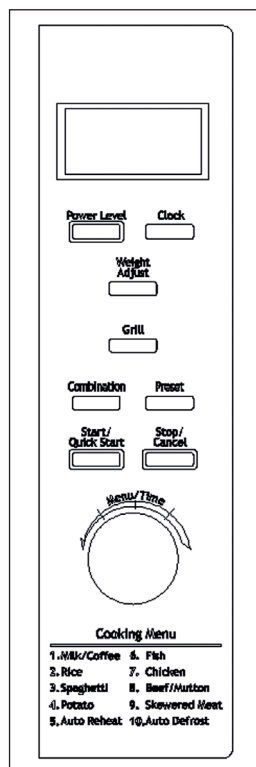 Power Level Clock
Weight
Adjust
Grill
Combination Preset
Start/
Quick Start
Stop/
Cancel
Menu/Time
Cooking Menu
1.Milk/Coffee 6. Fish
2. Rice 7. Chicken
3. Spaghetti 8. Beef/Mutton
4. Potato 9. Skewered Meat
5. Auto Reheat 10.Auto Defrost